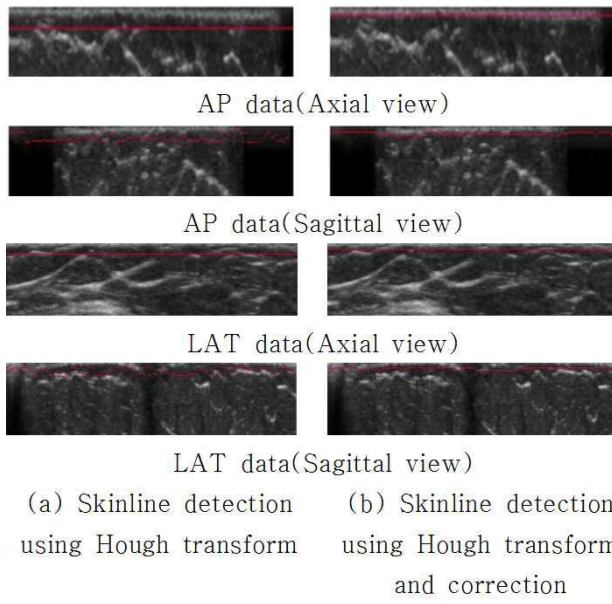 AP data(Axial view)
AP data(Sagittal view)
LAT data(Axial view)
LAT data(Sagittal view)
(a) Skinline detection
using Hough transform
(b) Skinline detection
using Hough transform
and correction